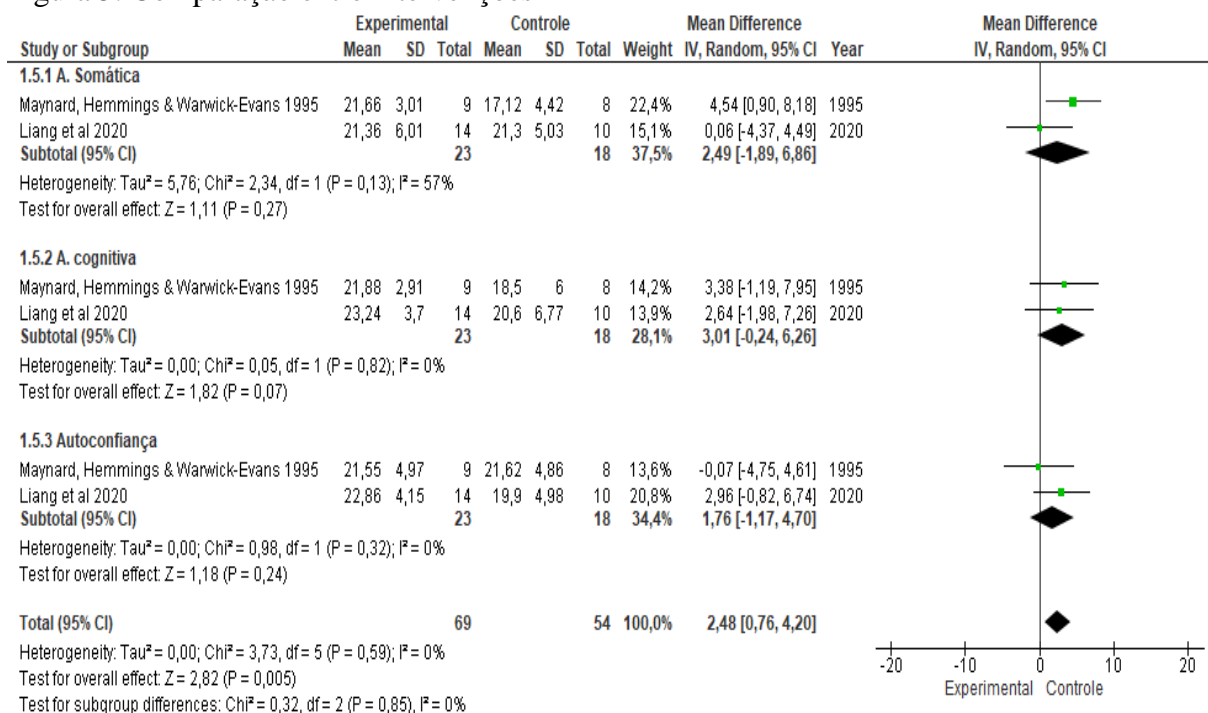 Experimental Controle Mean Difference Mean Difference
Study or Subgroup Mean SD Total Mean SD Total Weight IV, Random, 95% CI Year IV, Random, 95% CI
1.5.1 A. Somática
Maynard, Hemmings & Warwick-Evans 1995 21,66 3,01 9 17,12 4,42 8 22,4% 4,54 [0,90, 8,18] 1995
Liang et al 2020 21,36 6,01 14 21,3 5,03 10 15,1% 0,06 [-4,37, 4,49] 2020
Subtotal (95% CI) 23 18 37,5% 2,49 [-1,89, 6,86]
Heterogeneity: Tau² = 5,76; Chi² = 2,34, df = 1 (P = 0,13); I² = 57%
Test for overall effect: Z = 1,11 (P = 0,27)
1.5.2 A. cognitiva
Maynard, Hemmings & Warwick-Evans 1995 21,88 2,91 9 18,5 6 8 14,2% 3,38 [-1,19, 7,95] 1995
Liang et al 2020 23,24 3,7 14 20,6 6,77 10 13,9% 2,64 [-1,98, 7,26] 2020
Subtotal (95% CI) 23 18 28,1% 3,01 [-0,24, 6,26]
Heterogeneity: Tau² = 0,00; Chi² = 0,05, df = 1 (P = 0,82); I² = 0%
Test for overall effect: Z = 1,82 (P = 0,07)
1.5.3 Autoconfiança
Maynard, Hemmings & Warwick-Evans 1995 21,55 4,97 9 21,62 4,86 8 13,6% -0,07 [-4,75, 4,61] 1995
Liang et al 2020 22,86 4,15 14 19,9 4,98 10 20,8% 2,96 [-0,82, 6,74] 2020
Subtotal (95% CI) 23 18 34,4% 1,76 [-1,17, 4,70]
Heterogeneity: Tau² = 0,00; Chi² = 0,98, df = 1 (P = 0,32); I² = 0%
Test for overall effect: Z = 1,18 (P = 0,24)
Total (95% CI) 69 54 100,0% 2,48 [0,76, 4,20]
Heterogeneity: Tau² = 0,00; Chi² = 3,73, df = 5 (P = 0,59); I² = 0%
Test for overall effect: Z = 2,82 (P = 0,005)
Test for subgroup differences: Chi² = 0,32, df = 2 (P = 0,85), I² = 0%
-20 -10 0 10 20
Experimental Controle